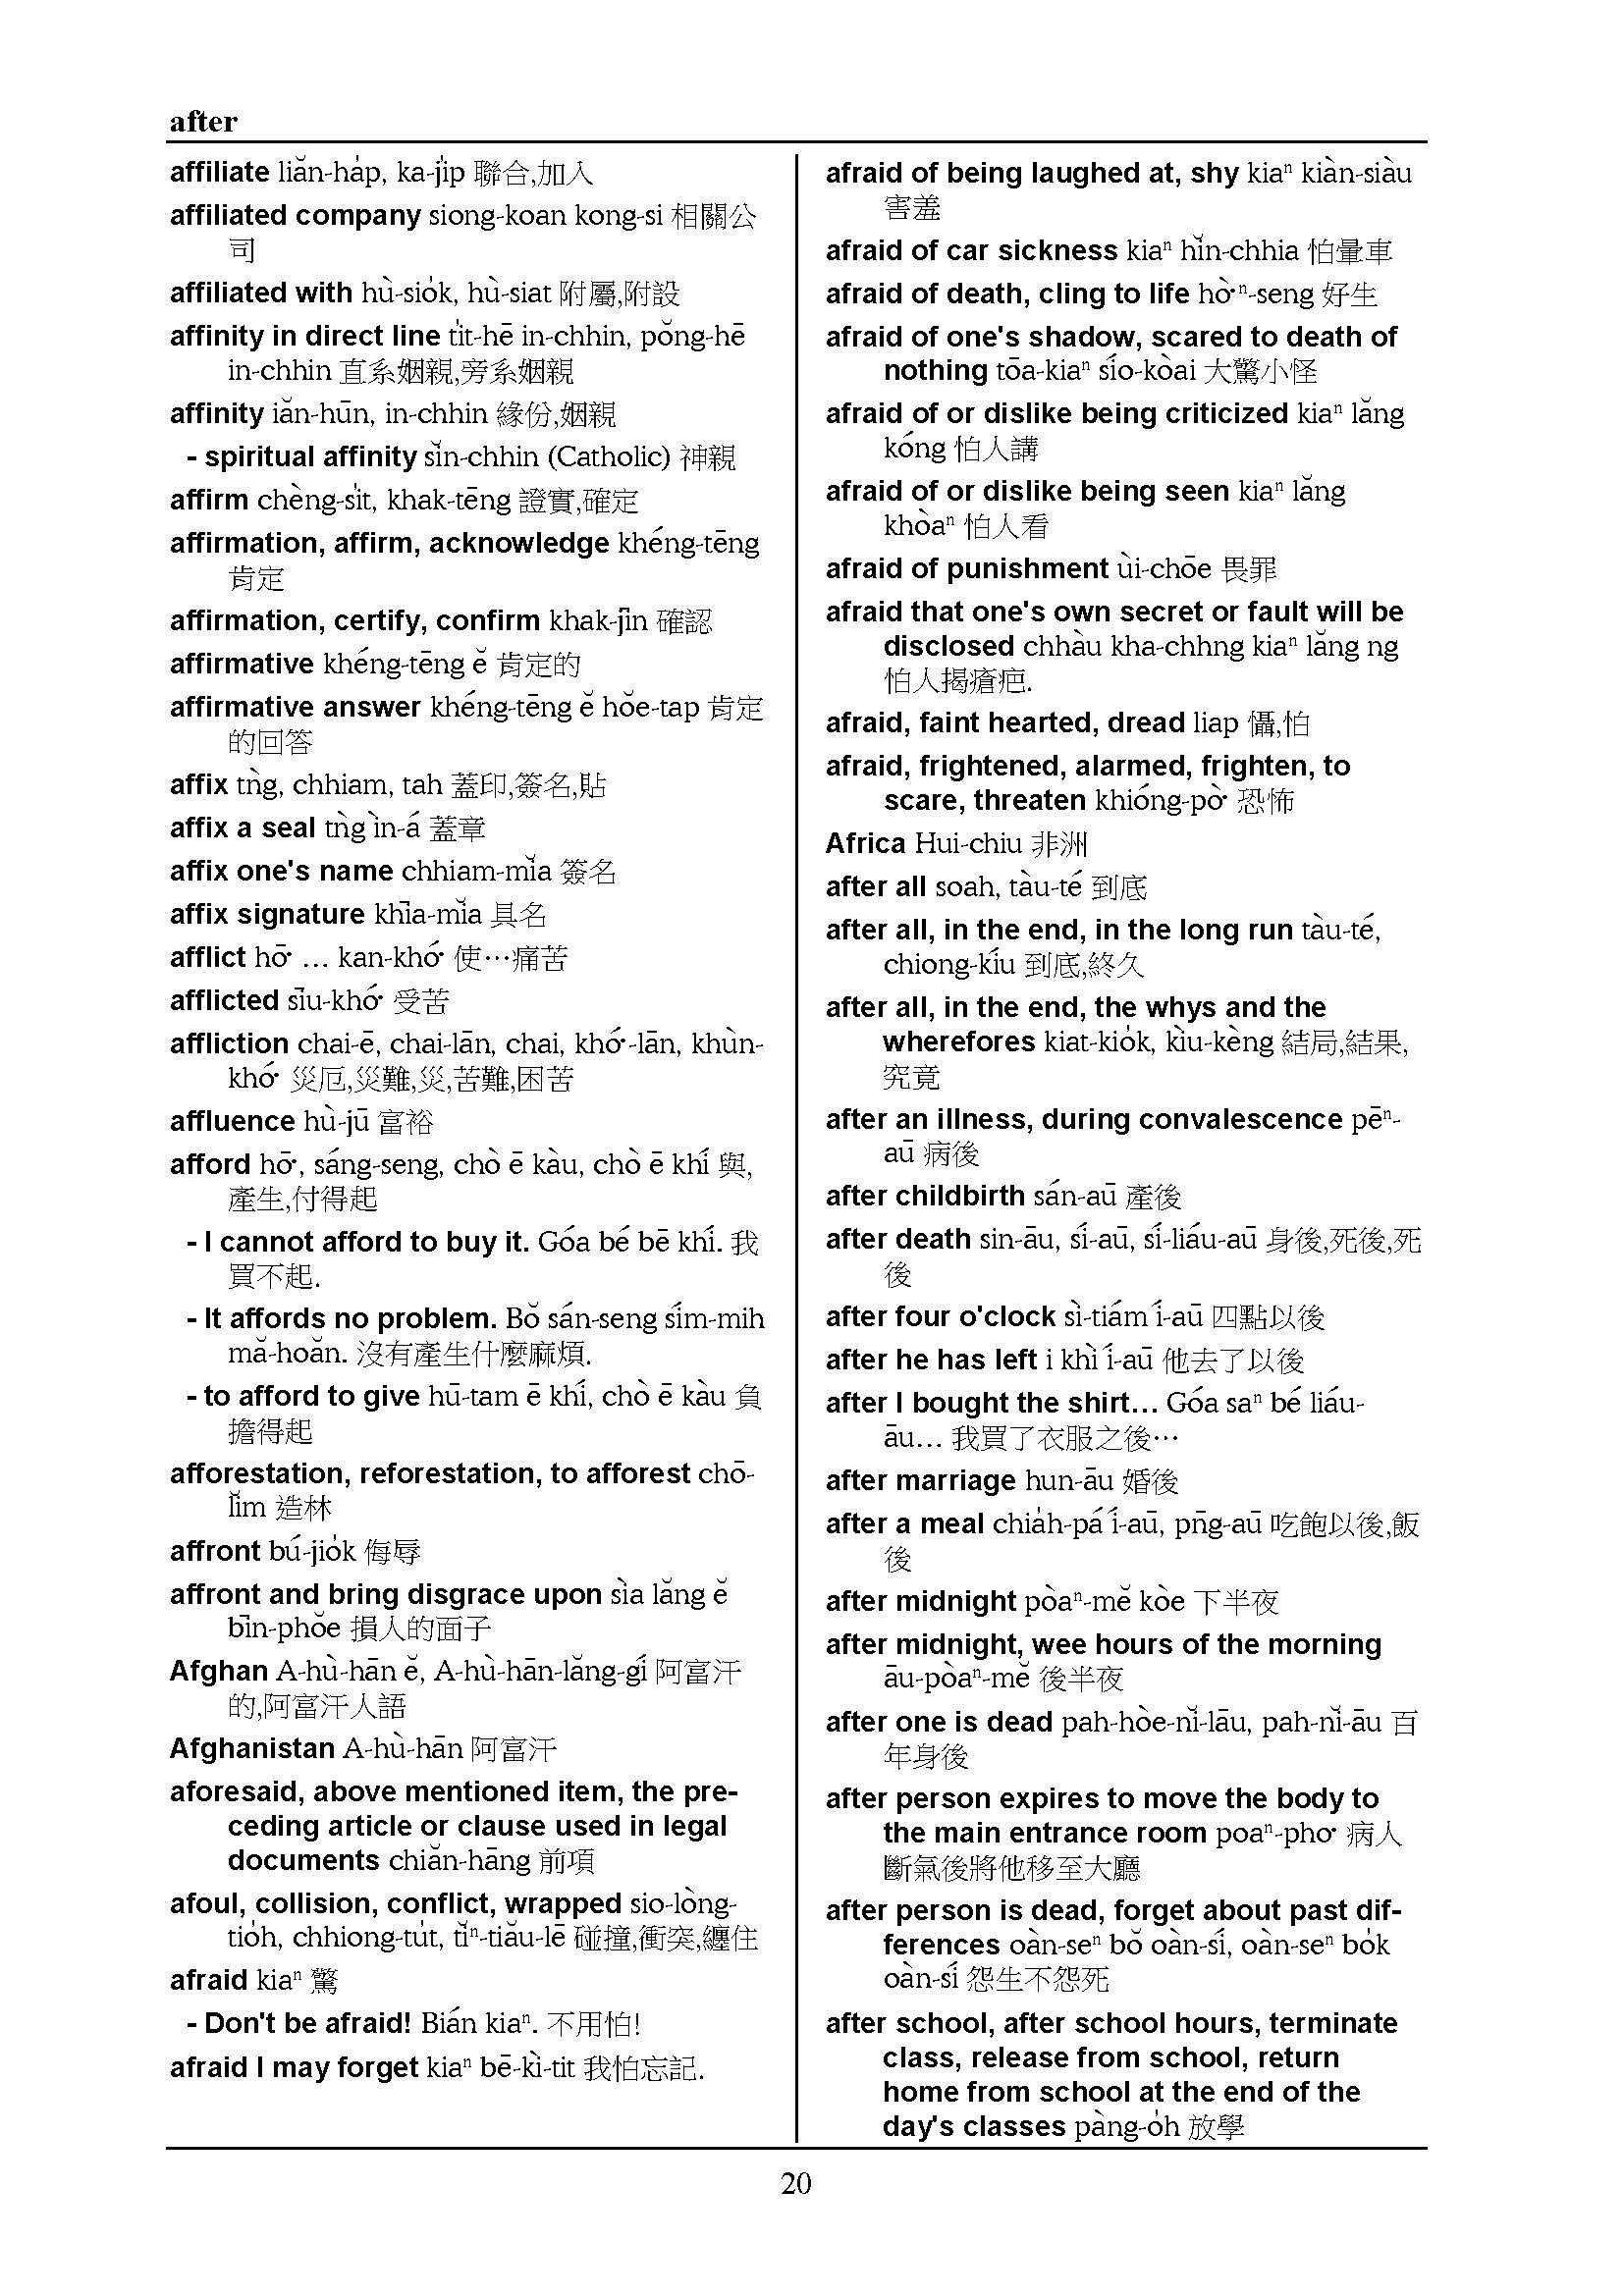 after
affiliate liăn-ha̍p, ka-ji̍p 聯合,加入
affiliated company siong-koan kong-si 相關公
司
affiliated with hù-sio̍k, hù-siat 附屬,附設
affinity in direct line ti̍t-hē in-chhin, pŏng-hē
in-chhin 直系姻親,旁系姻親
affinity iăn-hūn, in-chhin 緣份,姻親
- spiritual affinity sĭn-chhin (Catholic) 神親
affirm chèng-si̍t, khak-tēng 證實,確定
affirmation, affirm, acknowledge khéng-tēng
肯定
affirmation, certify, confirm khak-jīn 確認
affirmative khéng-tēng ĕ 肯定的
affirmative answer khéng-tēng ĕ hŏe-tap 肯定
的回答
affix tǹg, chhiam, tah 蓋印,簽名,貼
affix a seal tǹg ìn-á 蓋章
affix one's name chhiam-mĭa 簽名
affix signature khīa-mĭa 具名
afflict hō͘ … kan-khó͘ 使⋯痛苦
afflicted sīu-khó͘ 受苦
affliction chai-ē, chai-lān, chai, khó͘-lān, khùn-
khó͘ 災厄,災難,災,苦難,困苦
affluence hù-jū 富裕
afford hō͘, sáng-seng, chò ē kàu, chò ē khí 與,
產生,付得起
- I cannot afford to buy it. Góa bé bē khí. 我
買不起.
- It affords no problem. Bŏ sán-seng sím-mih
mă-hoăn. 沒有產生什麼麻煩.
- to afford to give hū-tam ē khí, chò ē kàu 負
擔得起
afforestation, reforestation, to afforest chō-
lĭm 造林
affront bú-jio̍k 侮辱
affront and bring disgrace upon sìa lăng ĕ
bīn-phŏe 損人的面子
Afghan A-hù-hān ĕ, A-hù-hān-lăng-gí 阿富汗
的,阿富汗人語
Afghanistan A-hù-hān 阿富汗
aforesaid, above mentioned item, the pre-
ceding article or clause used in legal
documents chiăn-hāng 前項
afoul, collision, conflict, wrapped sio-lòng-
tio̍h, chhiong-tu̍t, tĭⁿ-tiău-lē 碰撞,衝突,纏住
afraid kiaⁿ 驚
- Don't be afraid! Bián kiaⁿ. 不用怕!
afraid I may forget kiaⁿ bē-kì-tit 我怕忘記.
afraid of being laughed at, shy kiaⁿ kiàn-siàu
害羞
afraid of car sickness kiaⁿ hĭn-chhia 怕暈車
afraid of death, cling to life hò͘ⁿ-seng 好生
afraid of one's shadow, scared to death of
nothing tōa-kiaⁿ sío-kòai 大驚小怪
afraid of or dislike being criticized kiaⁿ lăng
kóng 怕人講
afraid of or dislike being seen kiaⁿ lăng
khòaⁿ 怕人看
afraid of punishment ùi-chōe 畏罪
afraid that one's own secret or fault will be
disclosed chhàu kha-chhng kiaⁿ lăng ng
怕人揭瘡疤.
afraid, faint hearted, dread liap 懾,怕
afraid, frightened, alarmed, frighten, to
scare, threaten khióng-pò͘ 恐怖
Africa Hui-chiu 非洲
after all soah, tàu-té 到底
after all, in the end, in the long run tàu-té,
chiong-kíu 到底,終久
after all, in the end, the whys and the
wherefores kiat-kio̍k, kìu-kèng 結局,結果,
究竟
after an illness, during convalescence pēⁿ-
aū 病後
after childbirth sán-aū 產後
after death sin-āu, sí-aū, sí-liáu-aū 身後,死後,死
後
after four o'clock sì-tiám í-aū 四點以後
after he has left i khì í-aū 他去了以後
after I bought the shirt… Góa saⁿ bé liáu-
āu… 我買了衣服之後⋯
after marriage hun-āu 婚後
after a meal chia̍h-pá í-aū, pn̄g-aū 吃飽以後,飯
後
after midnight pòaⁿ-mĕ kòe 下半夜
after midnight, wee hours of the morning
āu-pòaⁿ-mĕ 後半夜
after one is dead pah-hòe-nĭ-lāu, pah-nĭ-āu 百
年身後
after person expires to move the body to
the main entrance room poaⁿ-pho͘ 病人
斷氣後將他移至大廳
after person is dead, forget about past dif-
ferences oàn-seⁿ bŏ oàn-sí, oàn-seⁿ bo̍k
oàn-sí 怨生不怨死
after school, after school hours, terminate
class, release from school, return
home from school at the end of the
day's classes pàng-o̍h 放學
20